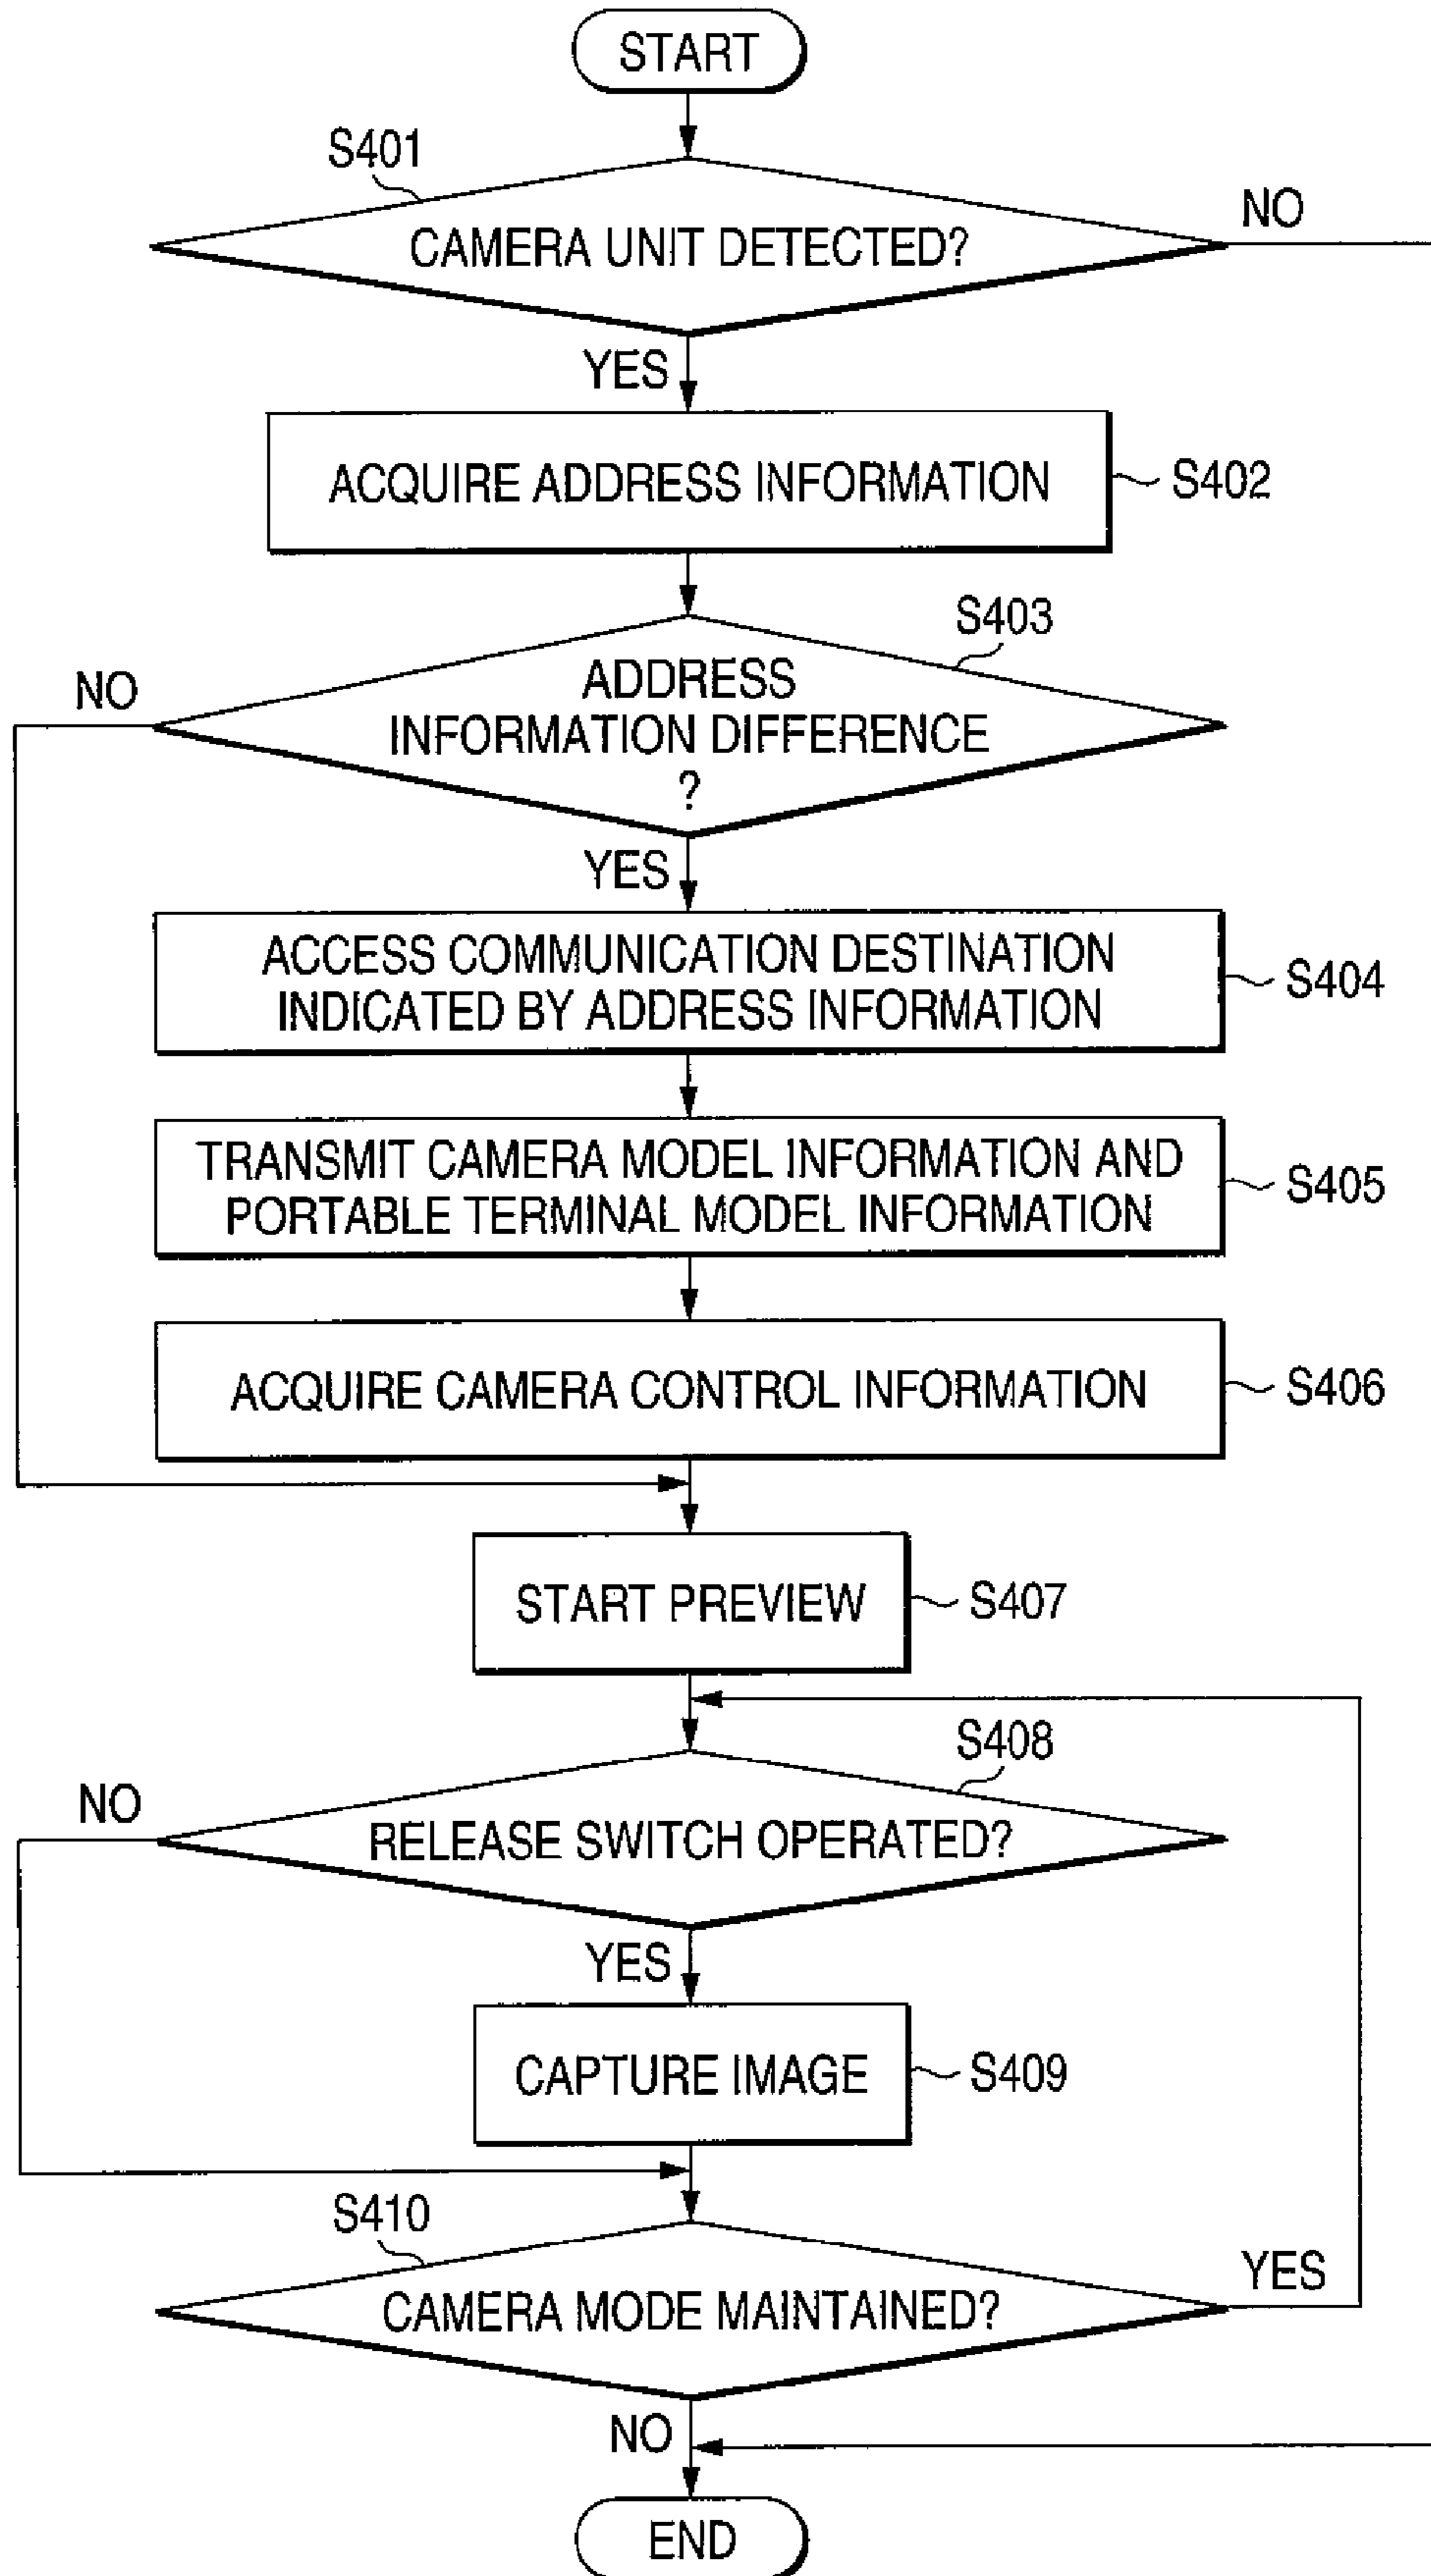 START
S401
CAMERA UNIT DETECTED?
NO
YES
ACQUIRE ADDRESS INFORMATION
S402
S403
ADDRESS
INFORMATION DIFFERENCE
?
NO
YES
ACCESS COMMUNICATION DESTINATION
INDICATED BY ADDRESS INFORMATION
S404
TRANSMIT CAMERA MODEL INFORMATION AND
PORTABLE TERMINAL MODEL INFORMATION
S405
ACQUIRE CAMERA CONTROL INFORMATION
S406
START PREVIEW
S407
S408
NO
RELEASE SWITCH OPERATED?
YES
CAPTURE IMAGE
S409
S410
CAMERA MODE MAINTAINED?
YES
NO
END